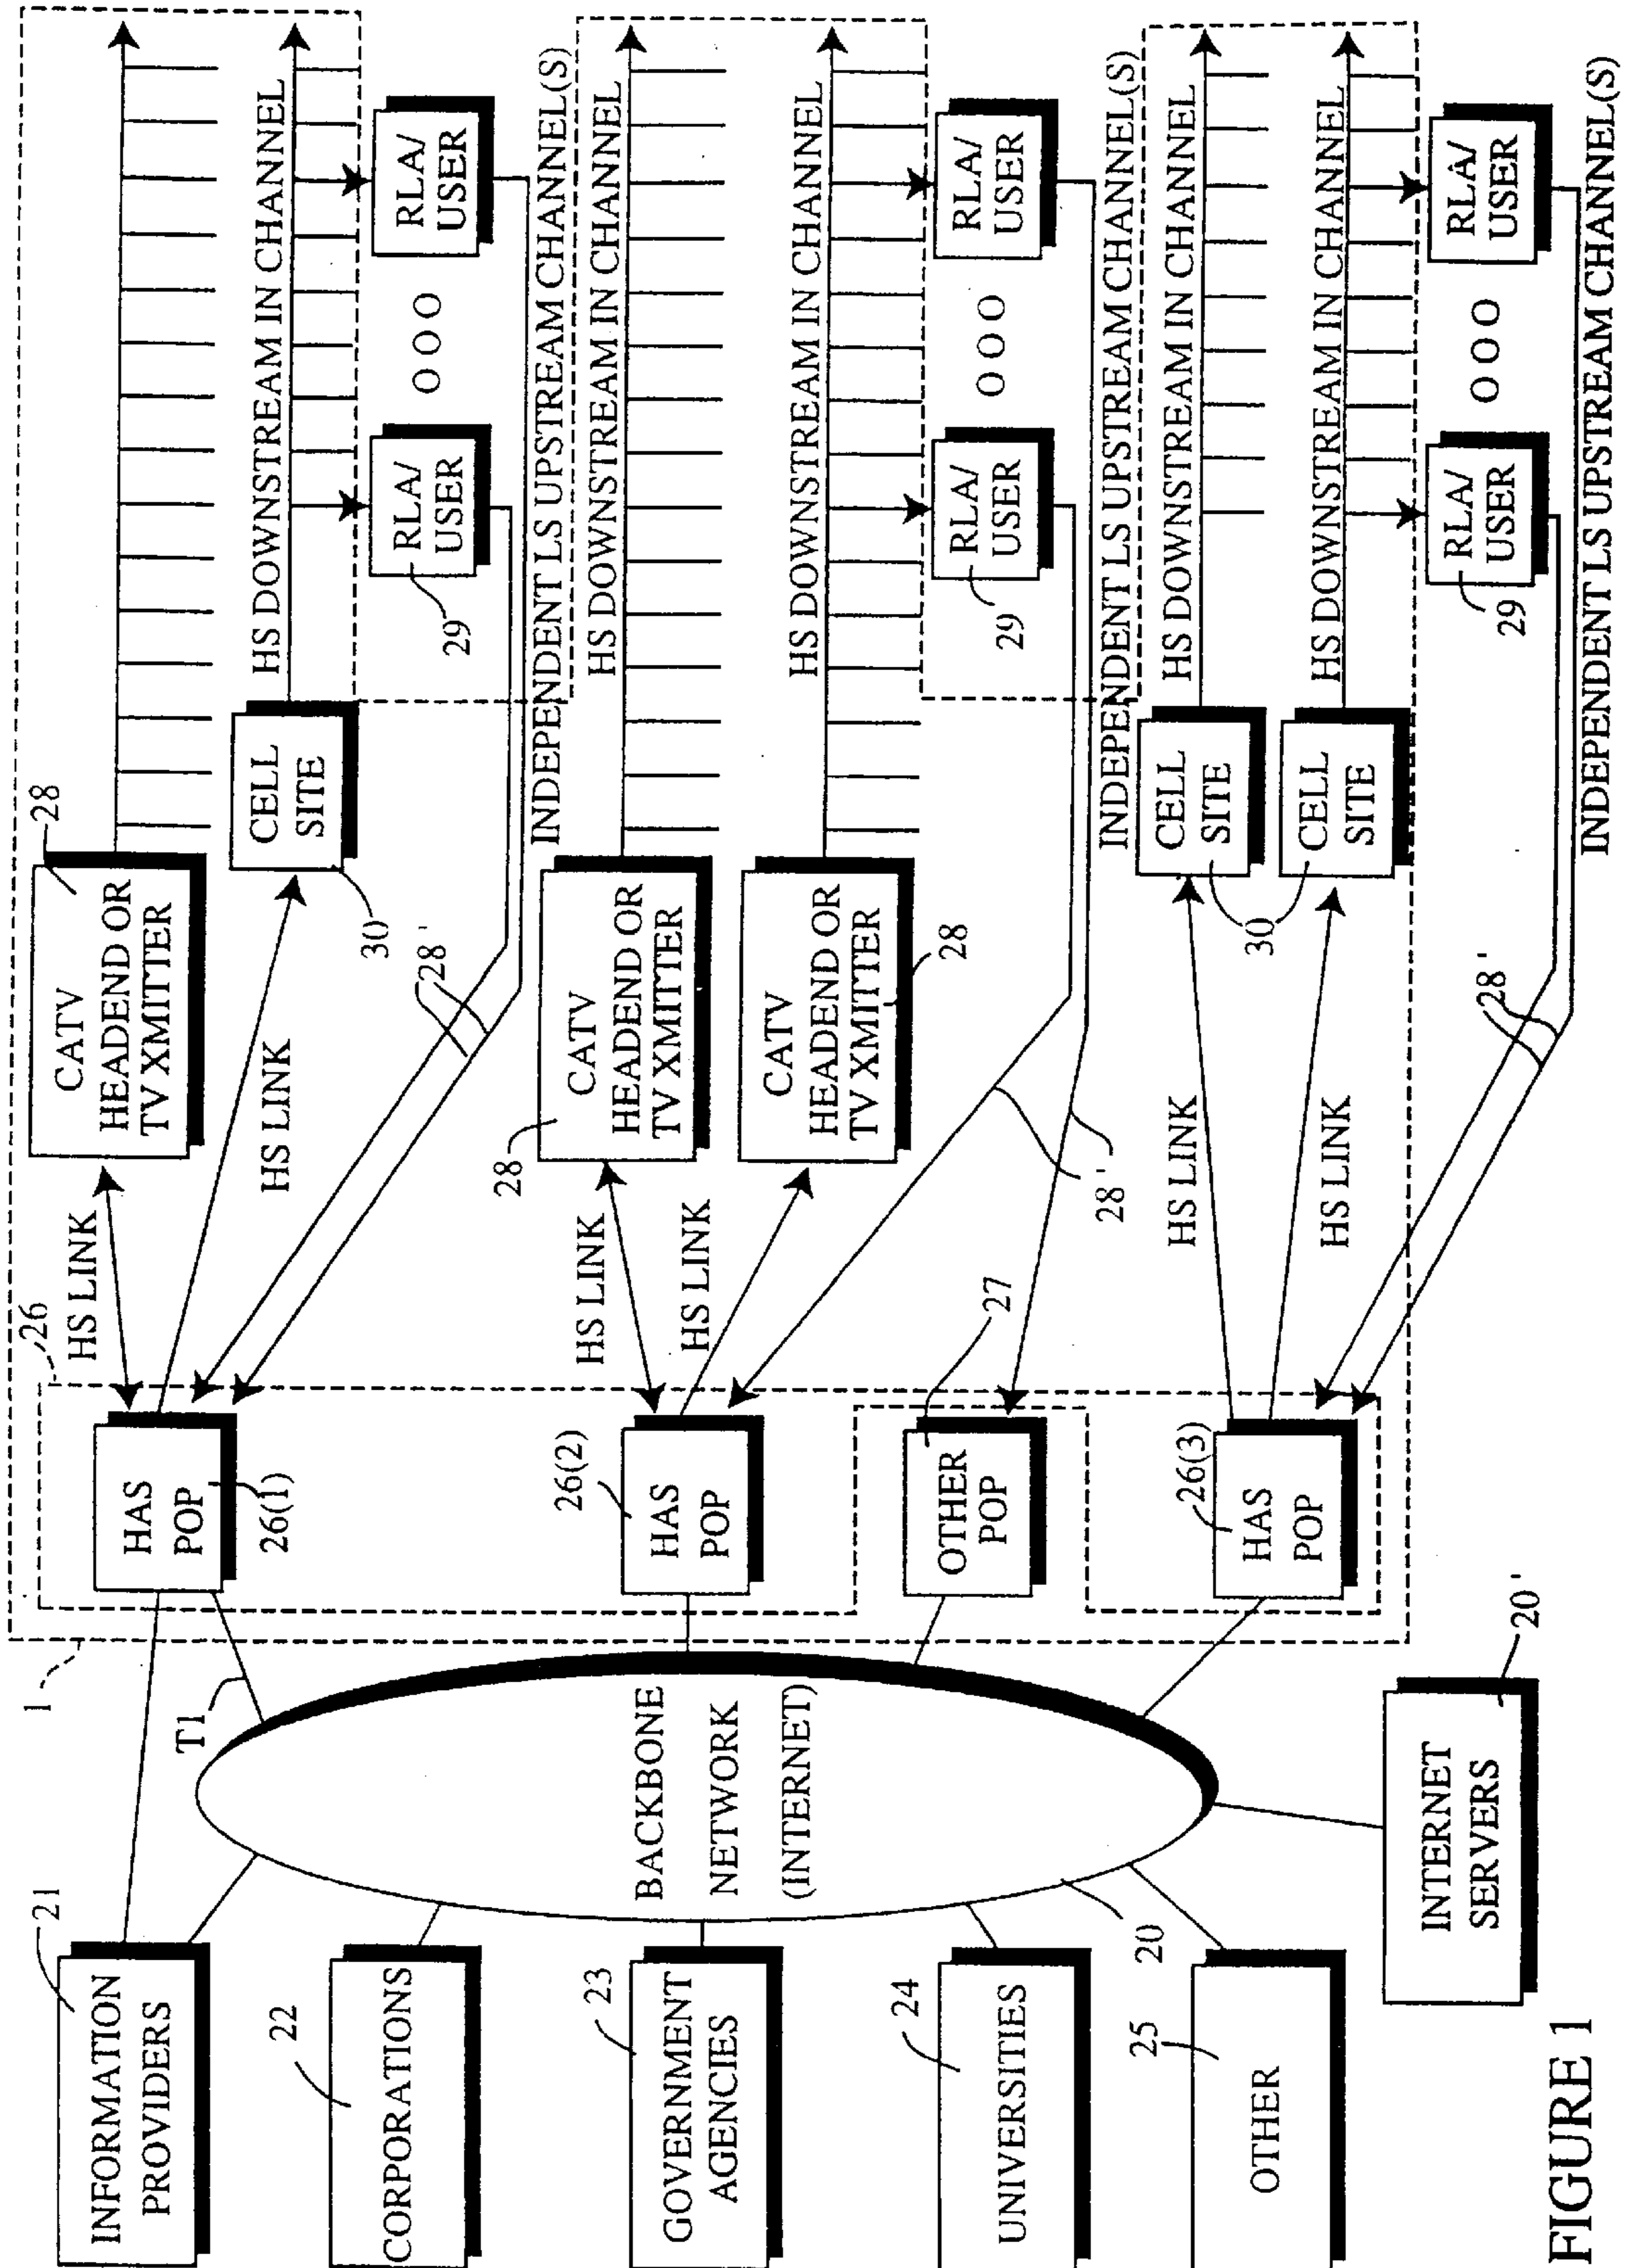 INFORMATION
PROVIDERS
21
CORPORATIONS
22
GOVERNMENT
AGENCIES
23
UNIVERSITIES
24
OTHER
25
BACKBONE
NETWORK
(INTERNET)
20
INTERNET
SERVERS
20'
T1
1
26
HAS
POP
26(1)
HAS
POP
26(2)
OTHER
POP
27
HAS
POP
26(3)
HS LINK
HS LINK
HS LINK
HS LINK
HS LINK
HS LINK
CATV
HEADEND OR
TV XMITTER
28
CELL
SITE
30
28'
CATV
HEADEND OR
TV XMITTER
28
CATV
HEADEND OR
TV XMITTER
28
28'
CELL
SITE
CELL
SITE
30
28'
HS DOWNSTREAM IN CHANNEL
RLA/
USER
29
OOO
RLA/
USER
INDEPENDENT LS UPSTREAM CHANNEL(S)
HS DOWNSTREAM IN CHANNEL
HS DOWNSTREAM IN CHANNEL
RLA/
USER
29
OOO
RLA/
USER
INDEPENDENT LS UPSTREAM CHANNEL(S)
HS DOWNSTREAM IN CHANNEL
HS DOWNSTREAM IN CHANNEL
RLA/
USER
29
OOO
RLA/
USER
INDEPENDENT LS UPSTREAM CHANNEL(S)
FIGURE 1